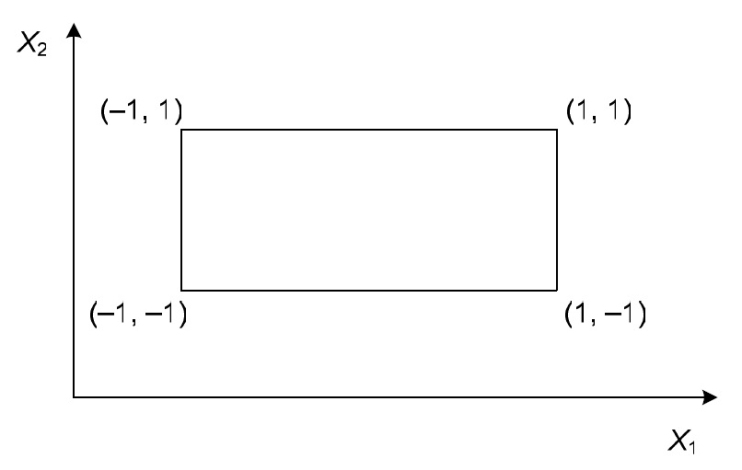 X₂
(–1, 1)
(1, 1)
(–1, –1)
(1, –1)
X₁